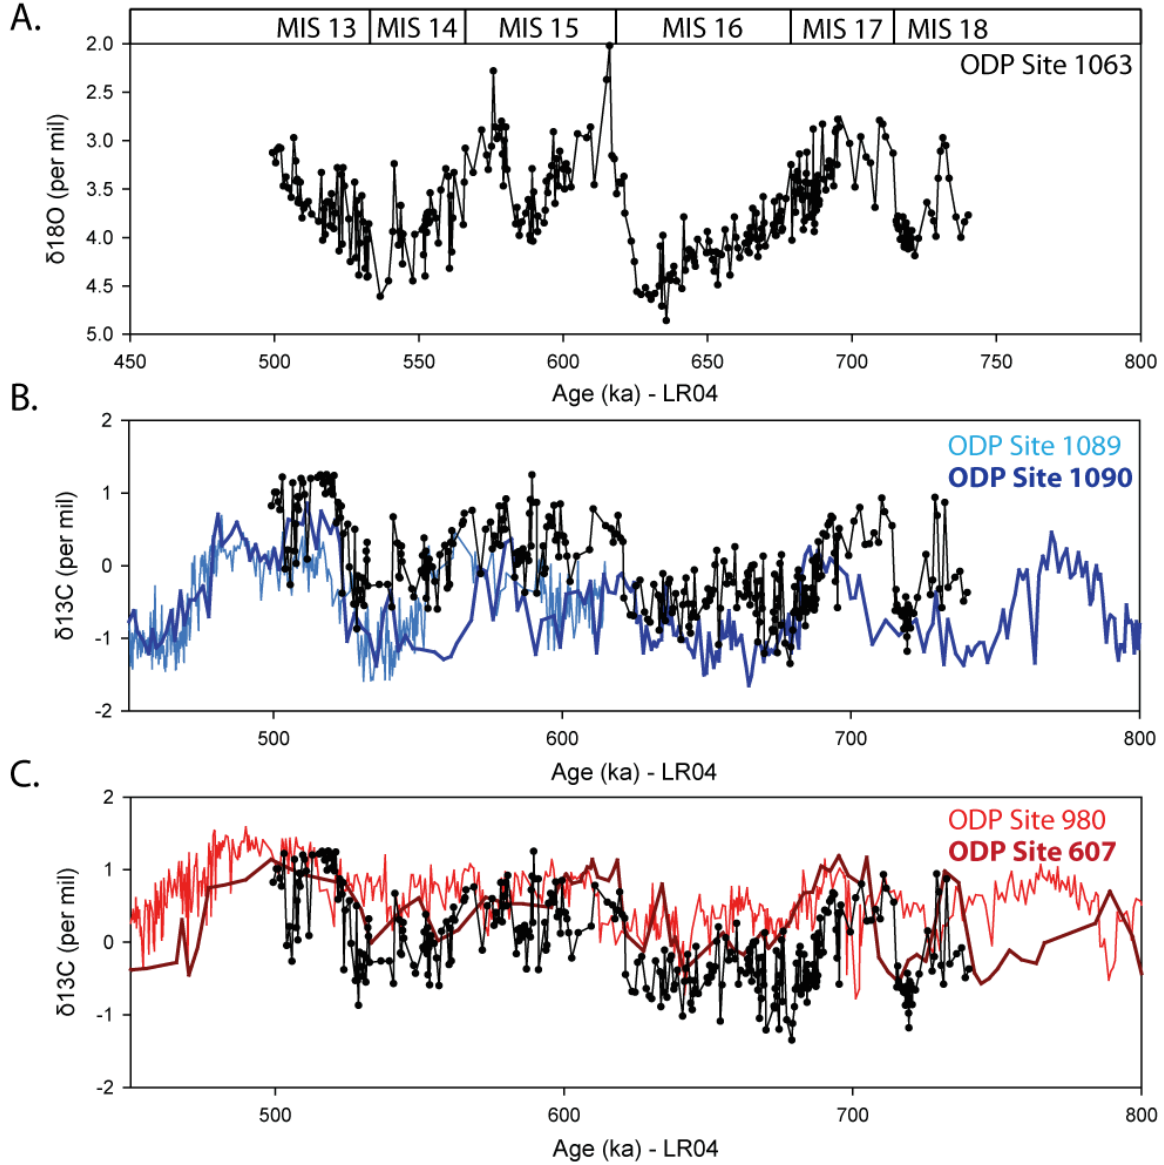 A.
MIS 13 MIS 14 MIS 15 MIS 16 MIS 17 MIS 18
ODP Site 1063
2.0
2.5
3.0
3.5
4.0
4.5
5.0
δ18O (per mil)
450 500 550 600 650 700 750 800
Age (ka) - LR04
B.
ODP Site 1089
ODP Site 1090
2
1
0
-1
-2
δ13C (per mil)
500 600 700 800
Age (ka) - LR04
C.
ODP Site 980
ODP Site 607
2
1
0
-1
-2
δ13C (per mil)
500 600 700 800
Age (ka) - LR04